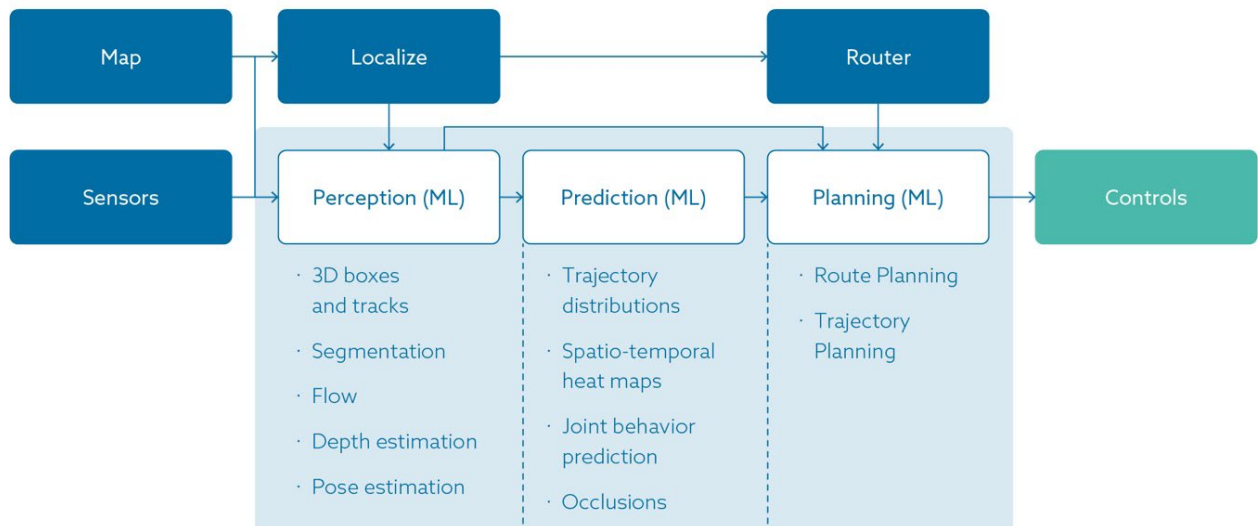 Map
Localize
Router
Sensors
Perception (ML)
Prediction (ML)
Planning (ML)
Controls
· 3D boxes
and tracks
· Segmentation
· Flow
· Depth estimation
· Pose estimation
· Trajectory
distributions
· Spatio-temporal
heat maps
· Joint behavior
prediction
· Occlusions
· Route Planning
· Trajectory
Planning